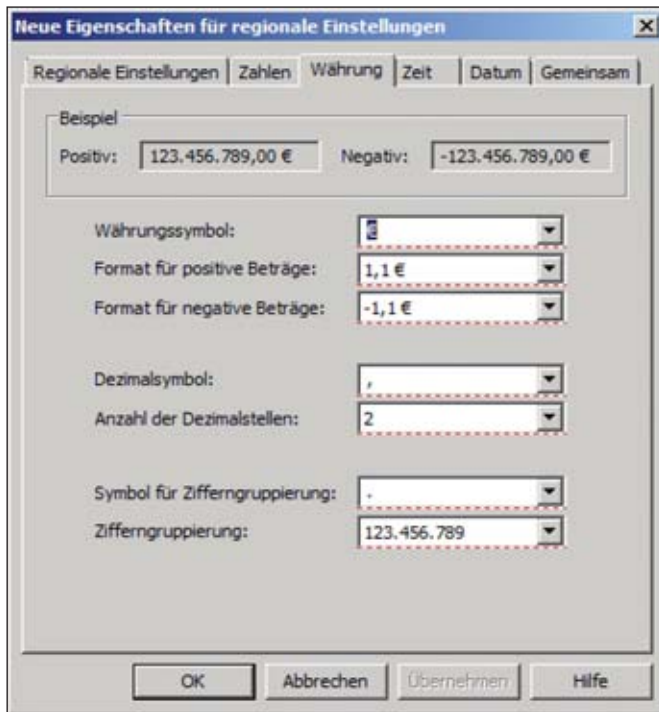 Neue Eigenschaften für regionale Einstellungen
Regionale Einstellungen Zahlen Währung Zeit Datum Gemeinsam
Beispiel
Positiv: 123.456.789,00 € Negativ: -123.456.789,00 €
Währungssymbol: €
Format für positive Beträge: 1,1 €
Format für negative Beträge: -1,1 €
Dezimalsymbol: ,
Anzahl der Dezimalstellen: 2
Symbol für Zifferngruppierung: .
Zifferngruppierung: 123.456.789
OK Abbrechen Übernehmen Hilfe